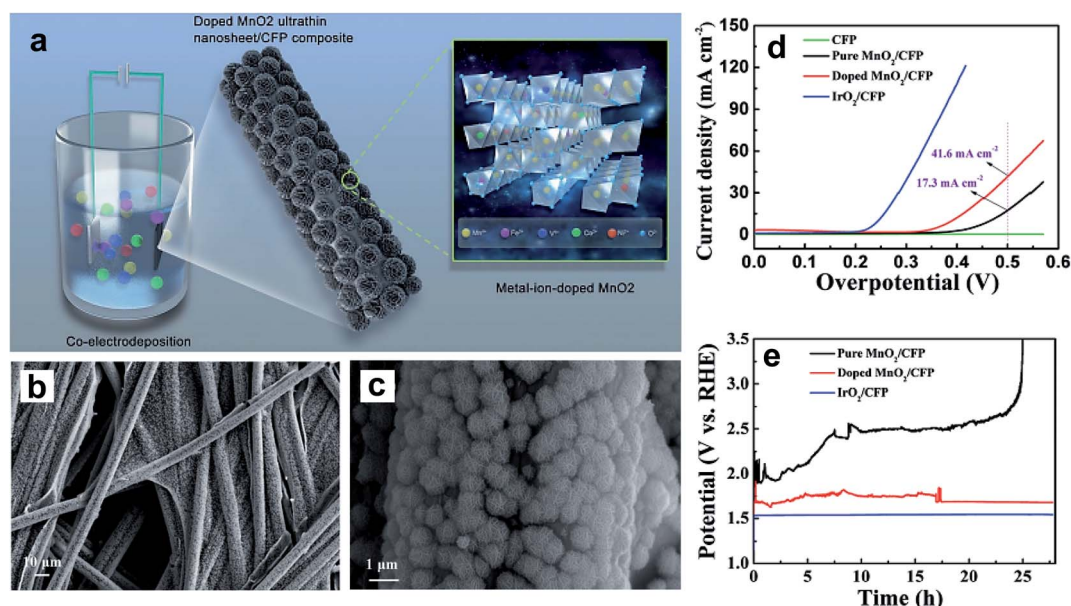 a
Doped MnO2 ultrathin
nanosheet/CFP composite
Co-electrodeposition
Metal-ion-doped MnO2
b
10 µm
c
1 µm
d
Current density (mA cm⁻²)
150
120
90
60
30
0
CFP
Pure MnO₂/CFP
Doped MnO₂/CFP
IrO₂/CFP
41.6 mA cm⁻²
17.3 mA cm⁻²
0.0 0.1 0.2 0.3 0.4 0.5 0.6
Overpotential (V)
e
Potential (V vs. RHE)
3.5
3.0
2.5
2.0
1.5
1.0
Pure MnO₂/CFP
Doped MnO₂/CFP
IrO₂/CFP
0 5 10 15 20 25
Time (h)